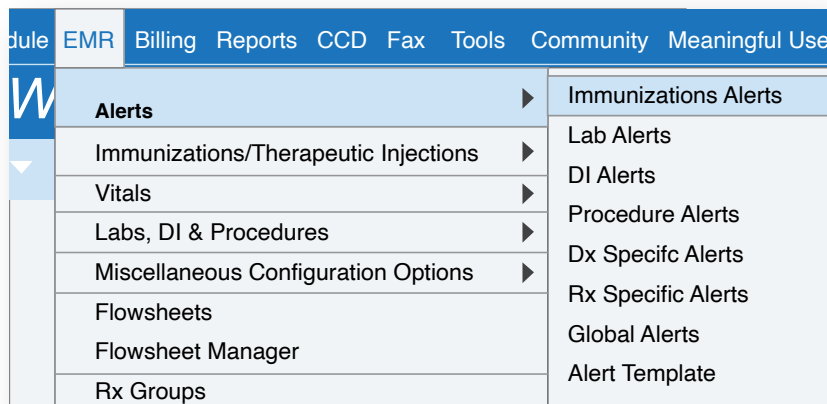 dule EMR Billing Reports CCD Fax Tools Community Meaningful Use
W
Alerts
Immunizations/Therapeutic Injections
Vitals
Labs, DI & Procedures
Miscellaneous Configuration Options
Flowsheets
Flowsheet Manager
Rx Groups
Immunizations Alerts
Lab Alerts
DI Alerts
Procedure Alerts
Dx Specifc Alerts
Rx Specific Alerts
Global Alerts
Alert Template